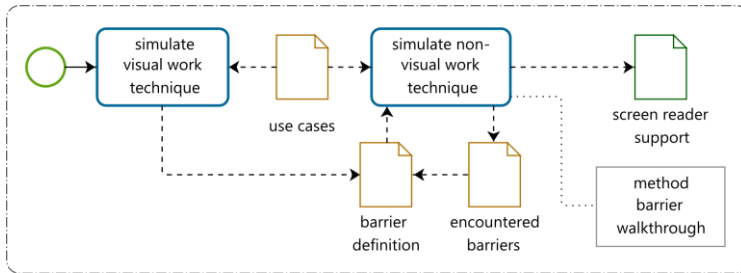 simulate
visual work
technique
use cases
simulate non-
visual work
technique
screen reader
support
barrier
definition
encountered
barriers
method
barrier
walkthrough